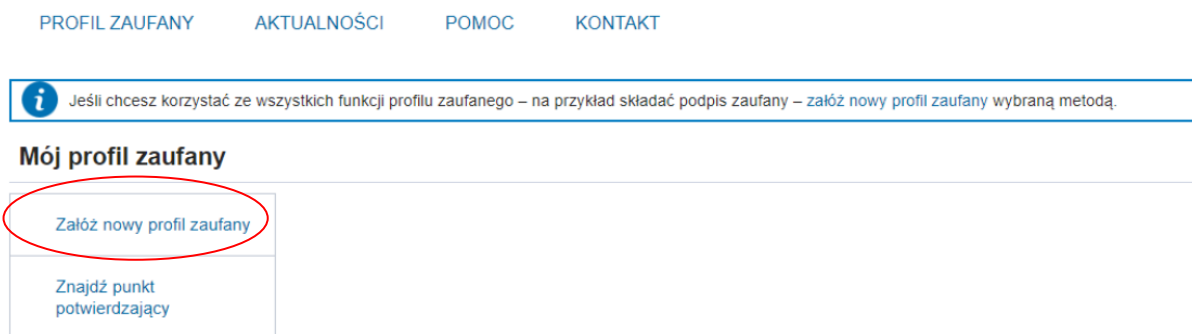 PROFIL ZAUFANY AKTUALNOŚCI POMOC KONTAKT
Jeśli chcesz korzystać ze wszystkich funkcji profilu zaufanego – na przykład składać podpis zaufany – załóż nowy profil zaufany wybraną metodą.
Mój profil zaufany
Załóż nowy profil zaufany
Znajdź punkt
potwierdzający